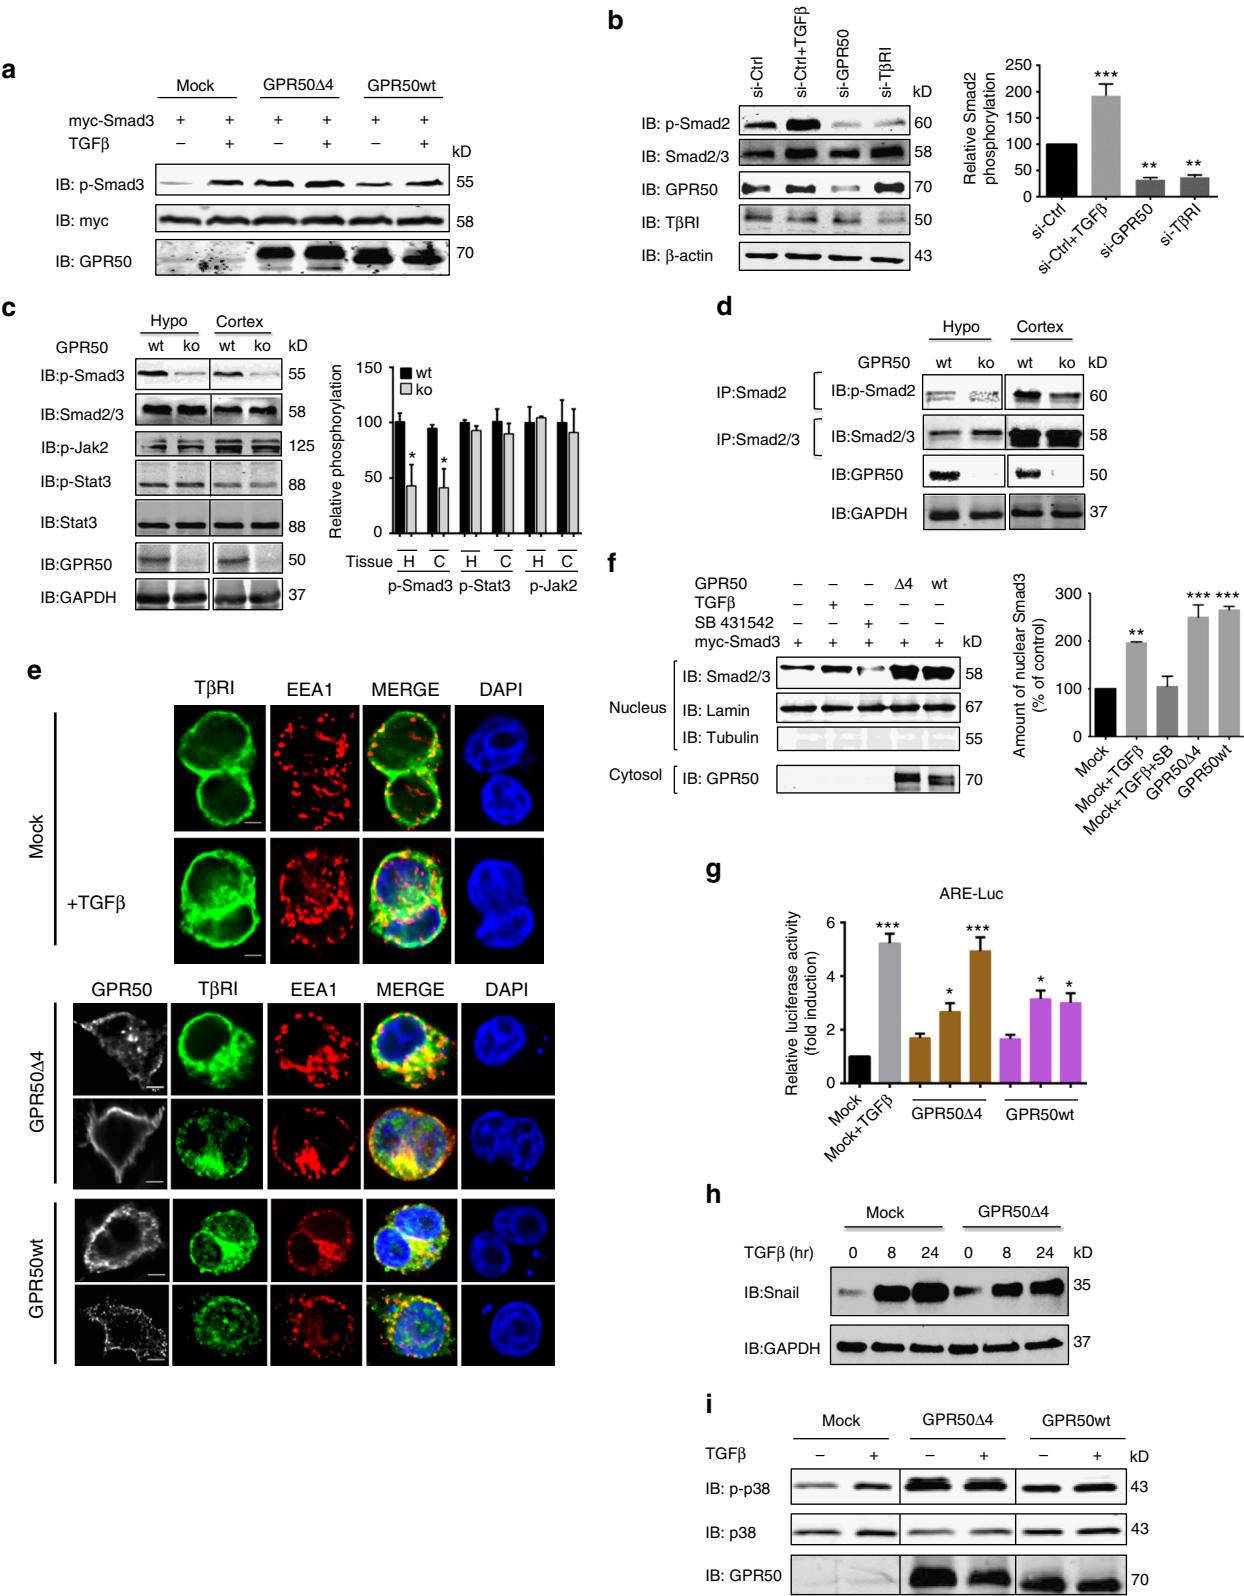 a
Mock GPR50Δ4 GPR50wt
myc-Smad3 + + + + + +
TGFβ – + – + – +
kD
IB: p-Smad3 55
IB: myc 58
IB: GPR50 70
b
si-Ctrl si-Ctrl+TGFβ si-GPR50 si-TβRI
kD
IB: p-Smad2 60
IB: Smad2/3 58
IB: GPR50 70
IB: TβRI 50
IB: β-actin 43
Relative Smad2
phosphorylation
250
200
150
100
50
0
***
** **
si-Ctrl si-Ctrl+TGFβ si-GPR50 si-TβRI
c
Hypo Cortex
GPR50 wt ko wt ko kD
IB:p-Smad3 55
IB:Smad2/3 58
IB:p-Jak2 125
IB:p-Stat3 88
IB:Stat3 88
IB:GPR50 50
IB:GAPDH 37
Relative phosphorylation
150
100
50
0
wt
ko
* *
Tissue H C H C H C
p-Smad3 p-Stat3 p-Jak2
d
Hypo Cortex
GPR50 wt ko wt ko kD
IP:Smad2 IB:p-Smad2 60
IP:Smad2/3 IB:Smad2/3 58
IB:GPR50 50
IB:GAPDH 37
e
TβRI EEA1 MERGE DAPI
Mock
+TGFβ
GPR50 TβRI EEA1 MERGE DAPI
GPR50Δ4
GPR50wt
f
GPR50 – – – Δ4 wt
TGFβ – + – – –
SB 431542 – – + – –
myc-Smad3 + + + + + kD
Nucleus
IB: Smad2/3 58
IB: Lamin 67
IB: Tubulin 55
Cytosol IB: GPR50 70
Amount of nuclear Smad3
(% of control)
300
200
100
0
** *** ***
Mock Mock+TGFβ Mock+TGFβ+SB GPR50Δ4 GPR50wt
g
ARE-Luc
Relative luciferase activity
(fold induction)
6
4
2
0
*** * *** * *
Mock Mock+TGFβ GPR50Δ4 GPR50wt
h
Mock GPR50Δ4
TGFβ (hr) 0 8 24 0 8 24 kD
IB:Snail 35
IB:GAPDH 37
i
Mock GPR50Δ4 GPR50wt
TGFβ – + – + – + kD
IB: p-p38 43
IB: p38 43
IB: GPR50 70